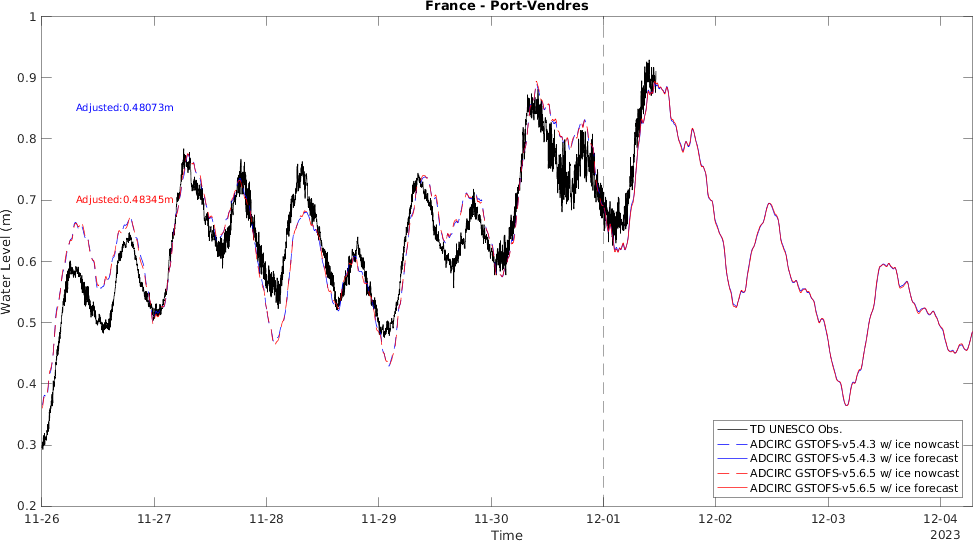 France - Port-Vendres
1
0.9
0.8
0.7
0.6
0.5
0.4
0.3
0.2
Water Level (m)
Adjusted:0.48073m
Adjusted:0.48345m
TD UNESCO Obs.
ADCIRC GSTOFS-v5.4.3 w/ ice nowcast
ADCIRC GSTOFS-v5.4.3 w/ ice forecast
ADCIRC GSTOFS-v5.6.5 w/ ice nowcast
ADCIRC GSTOFS-v5.6.5 w/ ice forecast
11-26 11-27 11-28 11-29 11-30 12-01 12-02 12-03 12-04
Time
2023